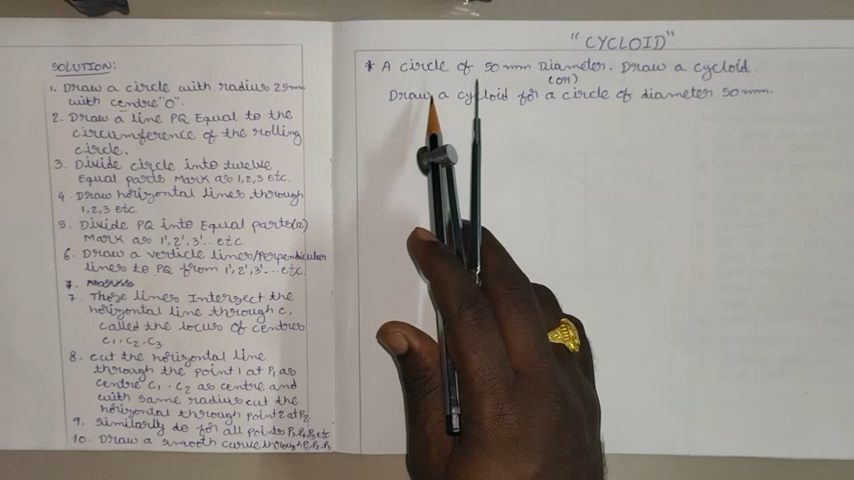 SOLUTION:
1. Draw a circle with radius 25mm
with centre "O".
2. Draw a line PQ Equal to the
circumference of the rolling
circle.
3. Divide circle into twelve
Equal parts Mark as 1,2,3 etc.
4. Draw horizontal lines through
1,2,3 etc
5. Divide PQ into Equal parts(12)
Mark as 1',2',3'.. etc.
6. Draw a verticle lines/Perpendicular
lines to PQ from 1',2',3'... etc.
7. Those lines Intersect the
horizontal line through c,
called the locus of centres
C1, C2, C3
8. cut the horizontal line
through the point 1 at P1 as
centre C1. C2 as centre and
with same radius cut the
horizontal through point 2 at P2
9. Similarly do for all points P3,P4,P5 etc
10. Draw a smooth curve through P1,P2,P3
"CYCLOID"
* A circle of 50mm Diameter. Draw a cycloid.
(or)
Draw a cycloid for a circle of diameter 50mm.